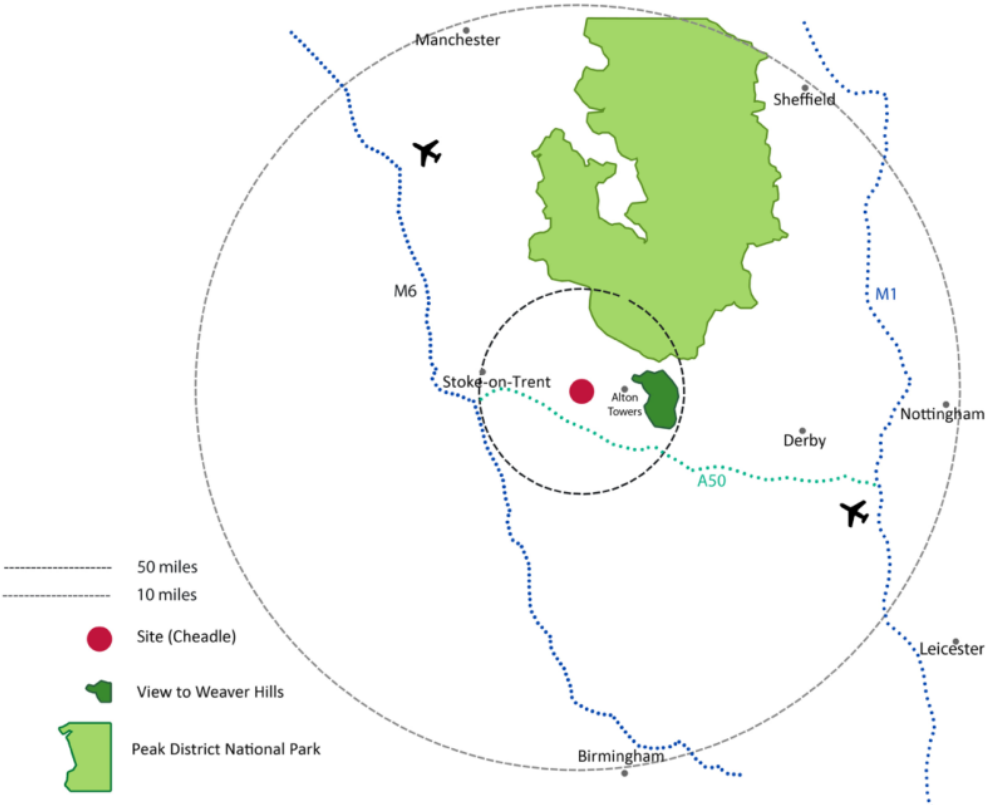 Manchester
Sheffield
M6
M1
Stoke-on-Trent
Alton
Towers
Nottingham
Derby
A50
50 miles
10 miles
Site (Cheadle)
Leicester
View to Weaver Hills
Peak District National Park
Birmingham